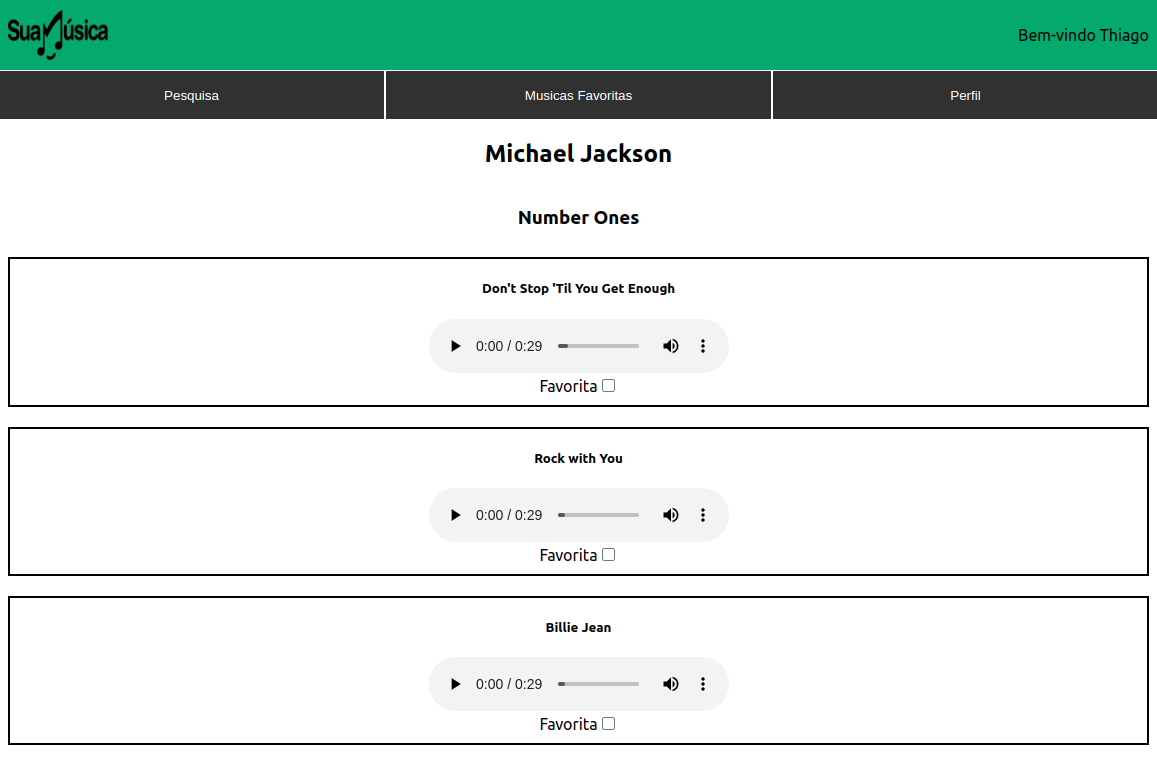 SuaMúsica
Bem-vindo Thiago
Pesquisa
Musicas Favoritas
Perfil
Michael Jackson
Number Ones
Don't Stop 'Til You Get Enough
0:00 / 0:29
Favorita
Rock with You
0:00 / 0:29
Favorita
Billie Jean
0:00 / 0:29
Favorita